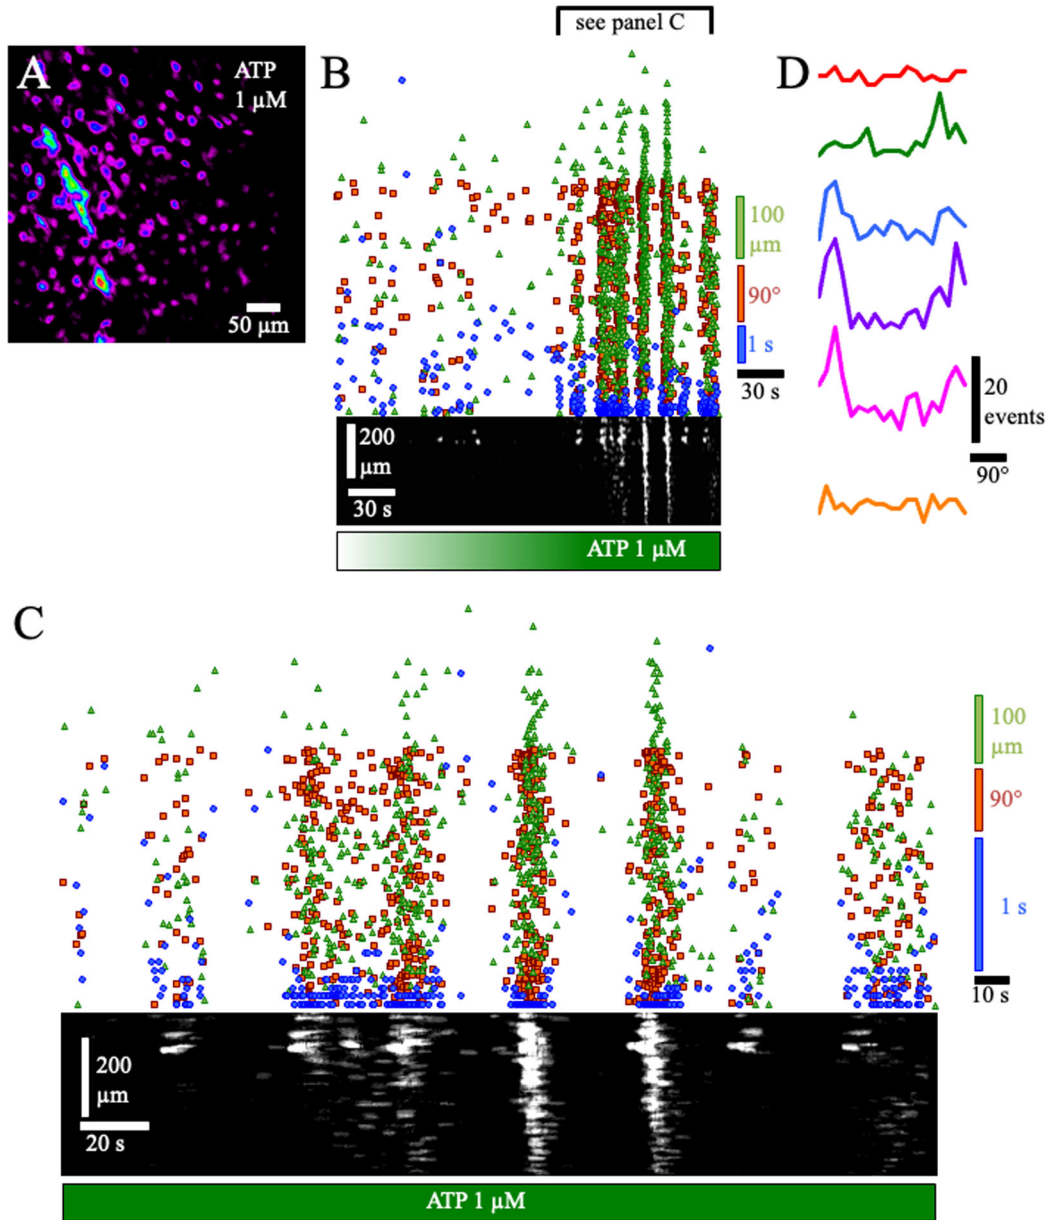 A
ATP
1 µM
50 µm
see panel C
B
100
µm
90°
1 s
30 s
200
µm
30 s
ATP 1 µM
D
20
events
90°
C
100
µm
90°
1 s
10 s
200
µm
20 s
ATP 1 µM